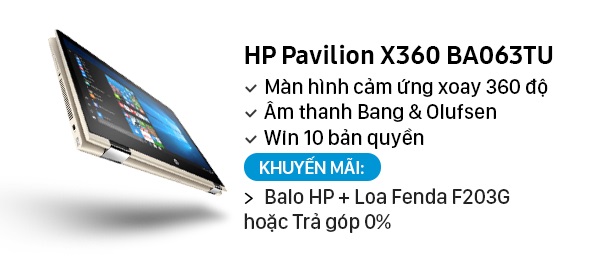 HP Pavilion X360 BA063TU
✓ Màn hình cảm ứng xoay 360 độ
✓ Âm thanh Bang & Olufsen
✓ Win 10 bản quyền
KHUYẾN MÃI:
> Balo HP + Loa Fenda F203G
hoặc Trả góp 0%